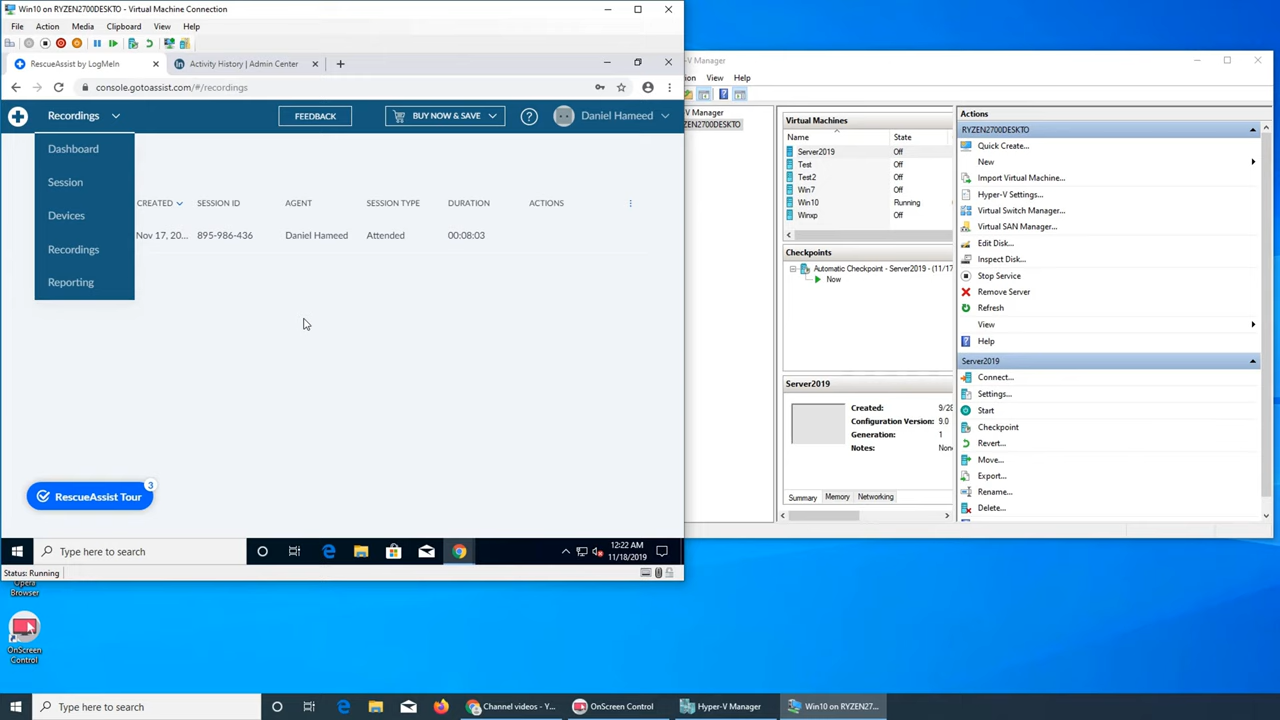 Win10 on RYZEN2700DESKTO - Virtual Machine Connection
File Action Media Clipboard View Help
RescueAssist by LogMeIn
Activity History | Admin Center
console.gotoassist.com/#/recordings
Recordings
FEEDBACK
BUY NOW & SAVE
Daniel Hameed
Dashboard
Session
Devices
Recordings
Reporting
CREATED SESSION ID AGENT SESSION TYPE DURATION ACTIONS
Nov 17, 20... 895-986-436 Daniel Hameed Attended 00:08:03
RescueAssist Tour
3
Type here to search
12:22 AM
11/18/2019
Status: Running
-V Manager
ion View Help
-V Manager
ZEN2700DESKTO
Virtual Machines
Name State
Server2019 Off
Test Off
Test2 Off
Win7 Off
Win10 Running
Winxp Off
Checkpoints
Automatic Checkpoint - Server2019 - (11/17
Now
Server2019
Created: 9/28
Configuration Version: 9.0
Generation: 1
Notes: None
Summary Memory Networking
Actions
RYZEN2700DESKTO
Quick Create...
New
Import Virtual Machine...
Hyper-V Settings...
Virtual Switch Manager...
Virtual SAN Manager...
Edit Disk...
Inspect Disk...
Stop Service
Remove Server
Refresh
View
Help
Server2019
Connect...
Settings...
Start
Checkpoint
Revert...
Move...
Export...
Rename...
Delete...
Opera
Browser
OnScreen
Control
Type here to search
Channel videos - Y...
OnScreen Control
Hyper-V Manager
Win10 on RYZEN27...